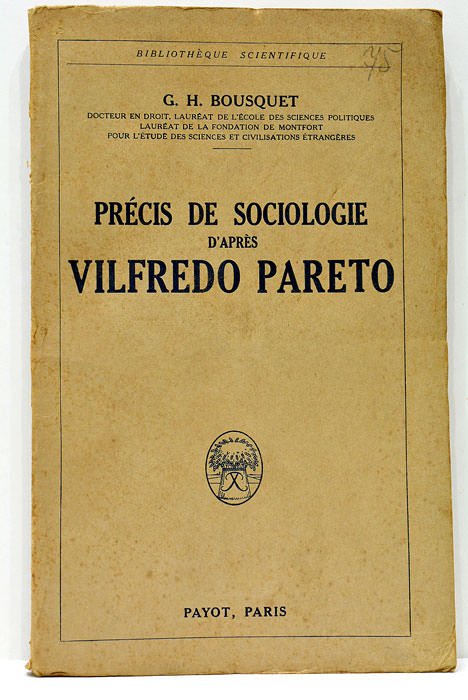 BIBLIOTHÈQUE SCIENTIFIQUE
75
G. H. BOUSQUET
DOCTEUR EN DROIT, LAURÉAT DE L'ÉCOLE DES SCIENCES POLITIQUES
LAURÉAT DE LA FONDATION DE MONTFORT
POUR L'ÉTUDE DES SCIENCES ET CIVILISATIONS ÉTRANGÈRES
PRÉCIS DE SOCIOLOGIE
D'APRÈS
VILFREDO PARETO
PAYOT, PARIS